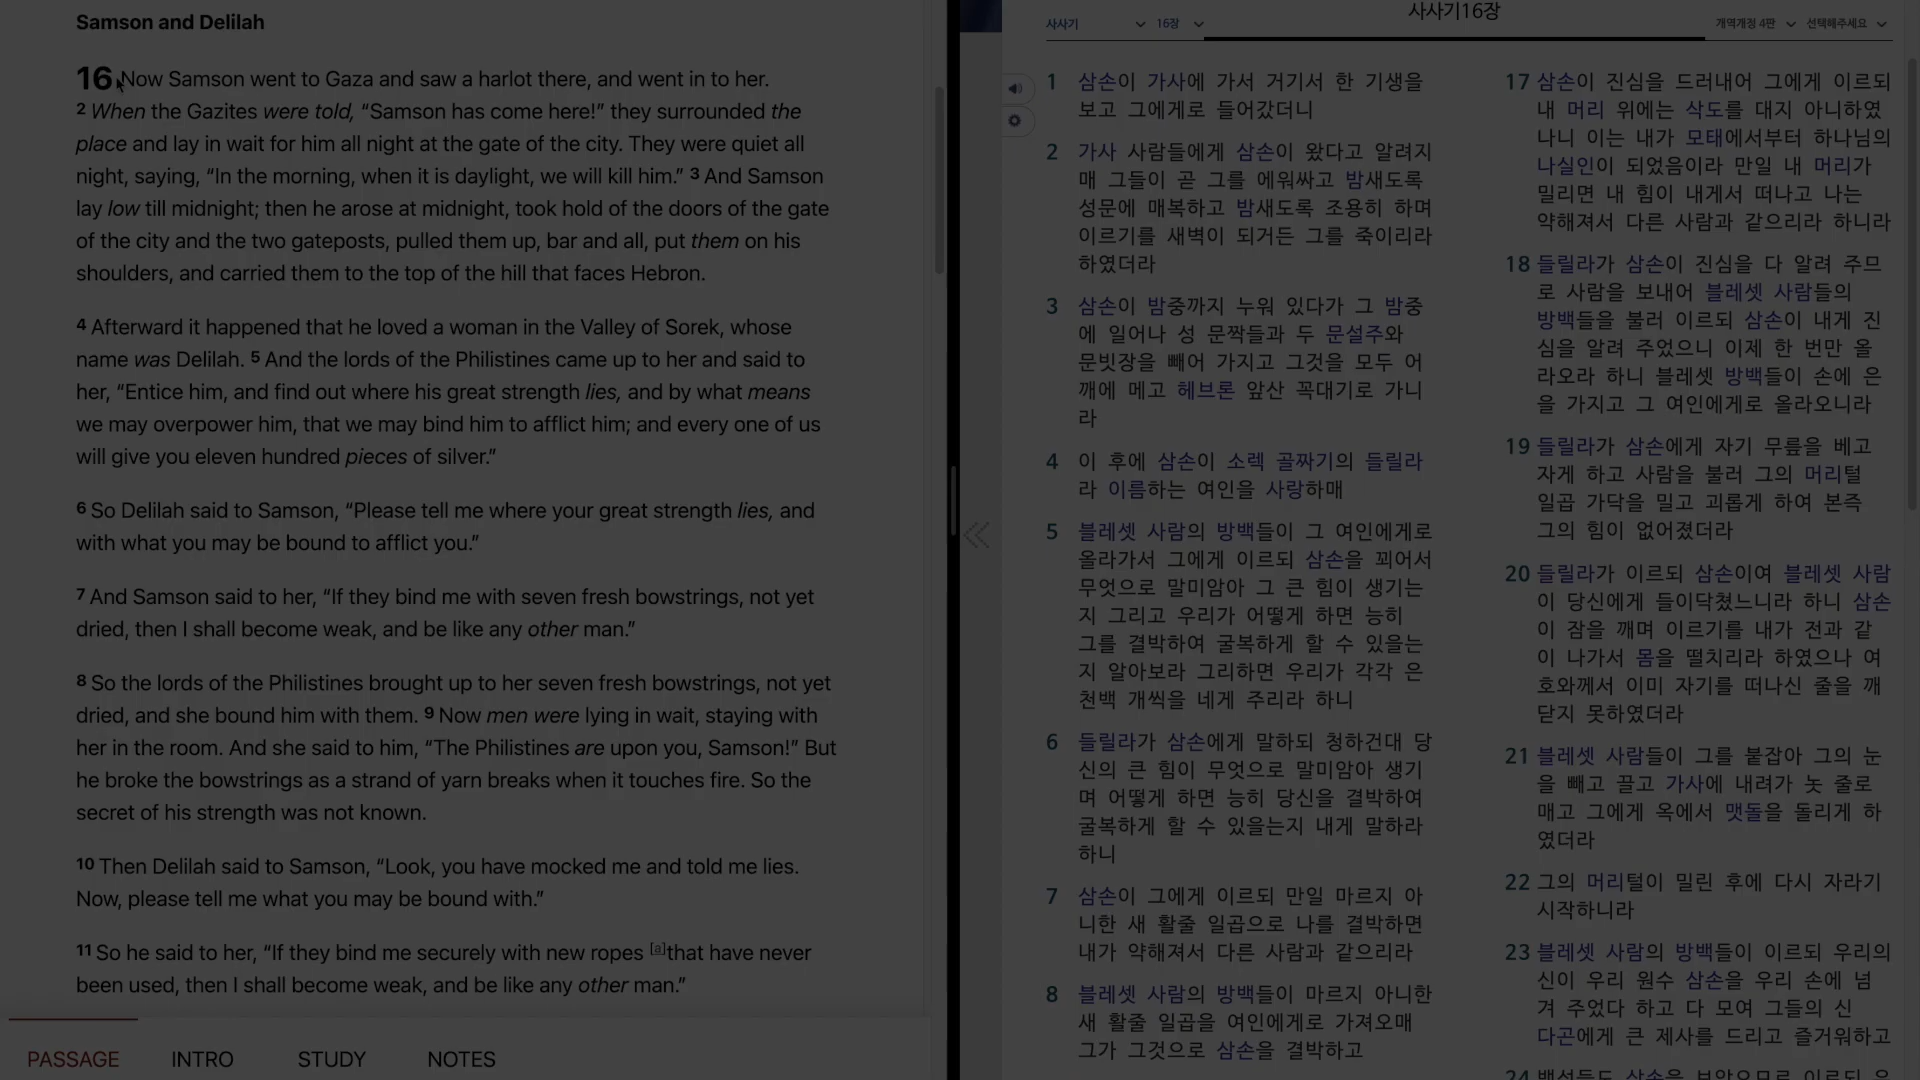 Samson and Delilah
16 Now Samson went to Gaza and saw a harlot there, and went in to her.
2 When the Gazites were told, “Samson has come here!” they surrounded the
place and lay in wait for him all night at the gate of the city. They were quiet all
night, saying, “In the morning, when it is daylight, we will kill him.” 3 And Samson
lay low till midnight; then he arose at midnight, took hold of the doors of the gate
of the city and the two gateposts, pulled them up, bar and all, put them on his
shoulders, and carried them to the top of the hill that faces Hebron.
4 Afterward it happened that he loved a woman in the Valley of Sorek, whose
name was Delilah. 5 And the lords of the Philistines came up to her and said to
her, “Entice him, and find out where his great strength lies, and by what means
we may overpower him, that we may bind him to afflict him; and every one of us
will give you eleven hundred pieces of silver.”
6 So Delilah said to Samson, “Please tell me where your great strength lies, and
with what you may be bound to afflict you.”
7 And Samson said to her, “If they bind me with seven fresh bowstrings, not yet
dried, then I shall become weak, and be like any other man.”
8 So the lords of the Philistines brought up to her seven fresh bowstrings, not yet
dried, and she bound him with them. 9 Now men were lying in wait, staying with
her in the room. And she said to him, “The Philistines are upon you, Samson!” But
he broke the bowstrings as a strand of yarn breaks when it touches fire. So the
secret of his strength was not known.
10 Then Delilah said to Samson, “Look, you have mocked me and told me lies.
Now, please tell me what you may be bound with.”
11 So he said to her, “If they bind me securely with new ropes [a]that have never
been used, then I shall become weak, and be like any other man.”
PASSAGE INTRO STUDY NOTES
사사기 16장 사사기16장 개역개정 4판 선택해주세요
1 삼손이 가사에 가서 거기서 한 기생을
보고 그에게로 들어갔더니
2 가사 사람들에게 삼손이 왔다고 알려지
매 그들이 곧 그를 에워싸고 밤새도록
성문에 매복하고 밤새도록 조용히 하며
이르기를 새벽이 되거든 그를 죽이리라
하였더라
3 삼손이 밤중까지 누워 있다가 그 밤중
에 일어나 성 문짝들과 두 문설주와
문빗장을 빼어 가지고 그것을 모두 어
깨에 메고 헤브론 앞산 꼭대기로 가니
라
4 이 후에 삼손이 소렉 골짜기의 들릴라
라 이름하는 여인을 사랑하매
5 블레셋 사람의 방백들이 그 여인에게로
올라가서 그에게 이르되 삼손을 꾀어서
무엇으로 말미암아 그 큰 힘이 생기는
지 그리고 우리가 어떻게 하면 능히
그를 결박하여 굴복하게 할 수 있을는
지 알아보라 그리하면 우리가 각각 은
천백 개씩을 네게 주리라 하니
6 들릴라가 삼손에게 말하되 청하건대 당
신의 큰 힘이 무엇으로 말미암아 생기
며 어떻게 하면 능히 당신을 결박하여
굴복하게 할 수 있을는지 내게 말하라
하니
7 삼손이 그에게 이르되 만일 마르지 아
니한 새 활줄 일곱으로 나를 결박하면
내가 약해져서 다른 사람과 같으리라
8 블레셋 사람의 방백들이 마르지 아니한
새 활줄 일곱을 여인에게로 가져오매
그가 그것으로 삼손을 결박하고
17 삼손이 진심을 드러내어 그에게 이르되
내 머리 위에는 삭도를 대지 아니하였
나니 이는 내가 모태에서부터 하나님의
나실인이 되었음이라 만일 내 머리가
밀리면 내 힘이 내게서 떠나고 나는
약해져서 다른 사람과 같으리라 하니라
18 들릴라가 삼손이 진심을 다 알려 주므
로 사람을 보내어 블레셋 사람들의
방백들을 불러 이르되 삼손이 내게 진
심을 알려 주었으니 이제 한 번만 올
라오라 하니 블레셋 방백들이 손에 은
을 가지고 그 여인에게로 올라오니라
19 들릴라가 삼손에게 자기 무릎을 베고
자게 하고 사람을 불러 그의 머리털
일곱 가닥을 밀고 괴롭게 하여 본즉
그의 힘이 없어졌더라
20 들릴라가 이르되 삼손이여 블레셋 사람
이 당신에게 들이닥쳤느니라 하니 삼손
이 잠을 깨며 이르기를 내가 전과 같
이 나가서 몸을 떨치리라 하였으나 여
호와께서 이미 자기를 떠나신 줄을 깨
닫지 못하였더라
21 블레셋 사람들이 그를 붙잡아 그의 눈
을 빼고 끌고 가사에 내려가 놋 줄로
매고 그에게 옥에서 맷돌을 돌리게 하
였더라
22 그의 머리털이 밀린 후에 다시 자라기
시작하니라
23 블레셋 사람의 방백들이 이르되 우리의
신이 우리 원수 삼손을 우리 손에 넘
겨 주었다 하고 다 모여 그들의 신
다곤에게 큰 제사를 드리고 즐거워하고
24 백성들도 삼손을 보았으므로 이르되 우